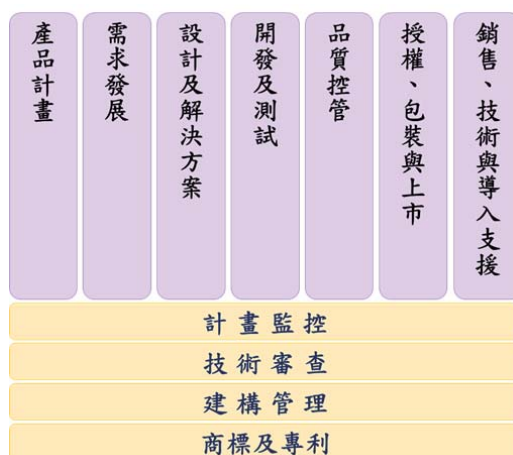 產品計畫
需求發展
設計及解決方案
開發及測試
品質控管
授權、包裝與上市
銷售、技術與導入支援
計畫監控
技術審查
建構管理
商標及專利